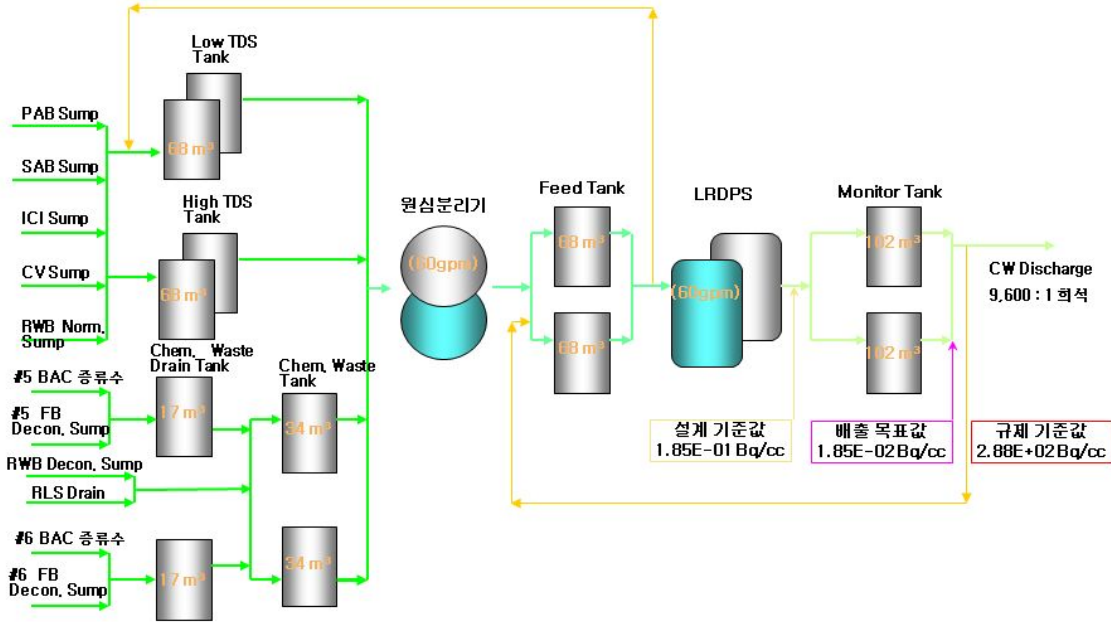 Low TDS
Tank
PAB Sump
68 m³
SAB Sump
High TDS
Tank
ICI Sump
CV Sump
68 m³
RWB Norm.
Sump
원심분리기
(60gpm)
Feed Tank
68 m³
68 m³
LRDPS
(60gpm)
Monitor Tank
102 m³
102 m³
CW Discharge
9,600 : 1 희석
Chem. Waste
Drain Tank
Chem. Waste
Tank
#5 BAC 증류수
17 m³
#5 FB
Decon. Sump
34 m³
RWB Decon. Sump
RLS Drain
#6 BAC 증류수
#6 FB
Decon. Sump
17 m³
34 m³
설계 기준값
1.85E-01 Bq/cc
배출 목표값
1.85E-02 Bq/cc
규제 기준값
2.88E+02 Bq/cc